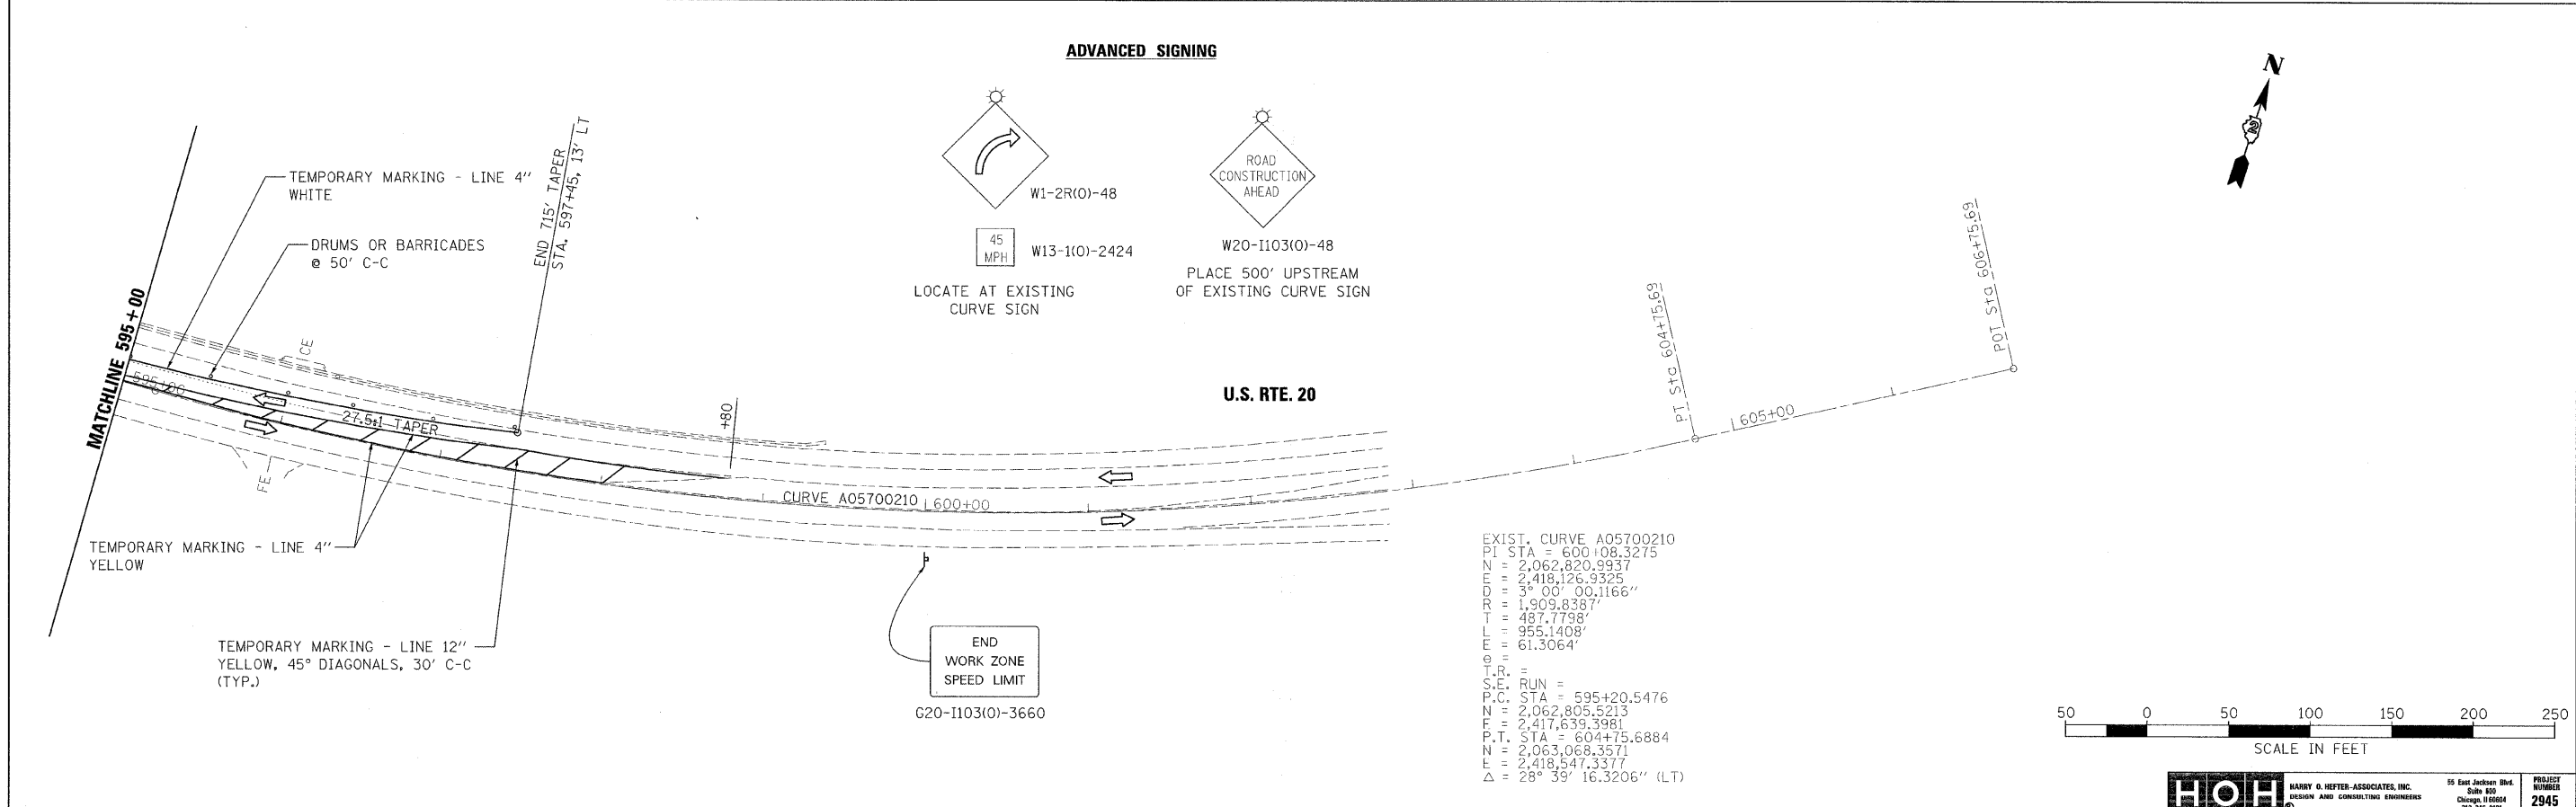 ADVANCED SIGNING
N
2
TEMPORARY MARKING - LINE 4"
WHITE
DRUMS OR BARRICADES
@ 50' C-C
END 715' TAPER
STA. 597+45, 13' LT
W1-2R(O)-48
45
MPH
W13-1(O)-2424
LOCATE AT EXISTING
CURVE SIGN
ROAD
CONSTRUCTION
AHEAD
W20-I103(O)-48
PLACE 500' UPSTREAM
OF EXISTING CURVE SIGN
MATCHLINE 595+00
595+00
CE
27.5:1 TAPER
FE
+80
U.S. RTE. 20
PT Sta 604+75.69
POT Sta 606+75.69
605+00
CURVE A05700210
600+00
TEMPORARY MARKING - LINE 4"
YELLOW
TEMPORARY MARKING - LINE 12"
YELLOW, 45° DIAGONALS, 30' C-C
(TYP.)
END
WORK ZONE
SPEED LIMIT
G20-I103(O)-3660
EXIST. CURVE A05700210
PI STA = 600+08.3275
N = 2,062,820.9937
E = 2,418,126.9325
D = 3° 00' 00.1166"
R = 1,909.8387'
T = 487.7798'
L = 955.1408'
E = 61.3064'
e =
T.R. =
S.E. RUN =
P.C. STA = 595+20.5476
N = 2,062,805.5213
E = 2,417,639.3981
P.T. STA = 604+75.6884
N = 2,063,068.3571
E = 2,418,547.3377
Δ = 28° 39' 16.3206" (LT)
50 0 50 100 150 200 250
SCALE IN FEET
HOH
HARRY O. HEFTER-ASSOCIATES, INC.
DESIGN AND CONSULTING ENGINEERS
55 East Jackson Blvd.
Suite 500
Chicago, Il 60604
PROJECT
NUMBER
2945